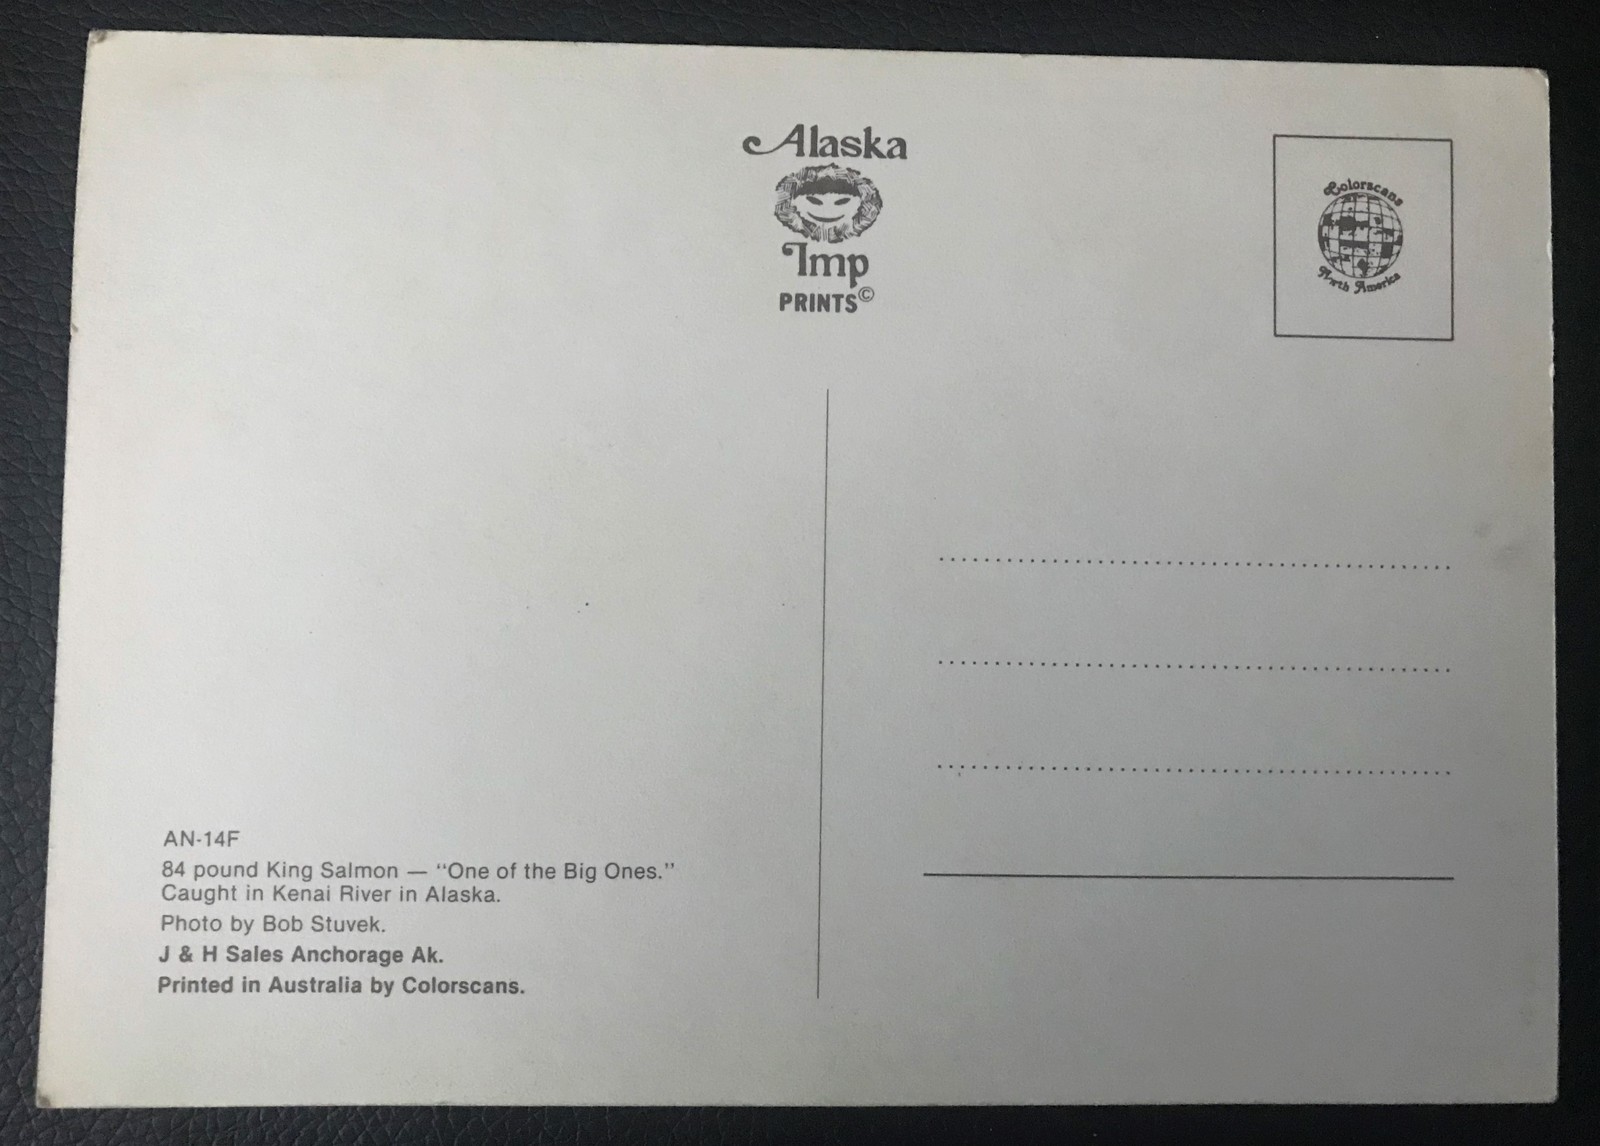 Alaska
Imp
PRINTS©
Colorscans
North America
AN-14F
84 pound King Salmon — “One of the Big Ones.”
Caught in Kenai River in Alaska.
Photo by Bob Stuvek.
J & H Sales Anchorage Ak.
Printed in Australia by Colorscans.